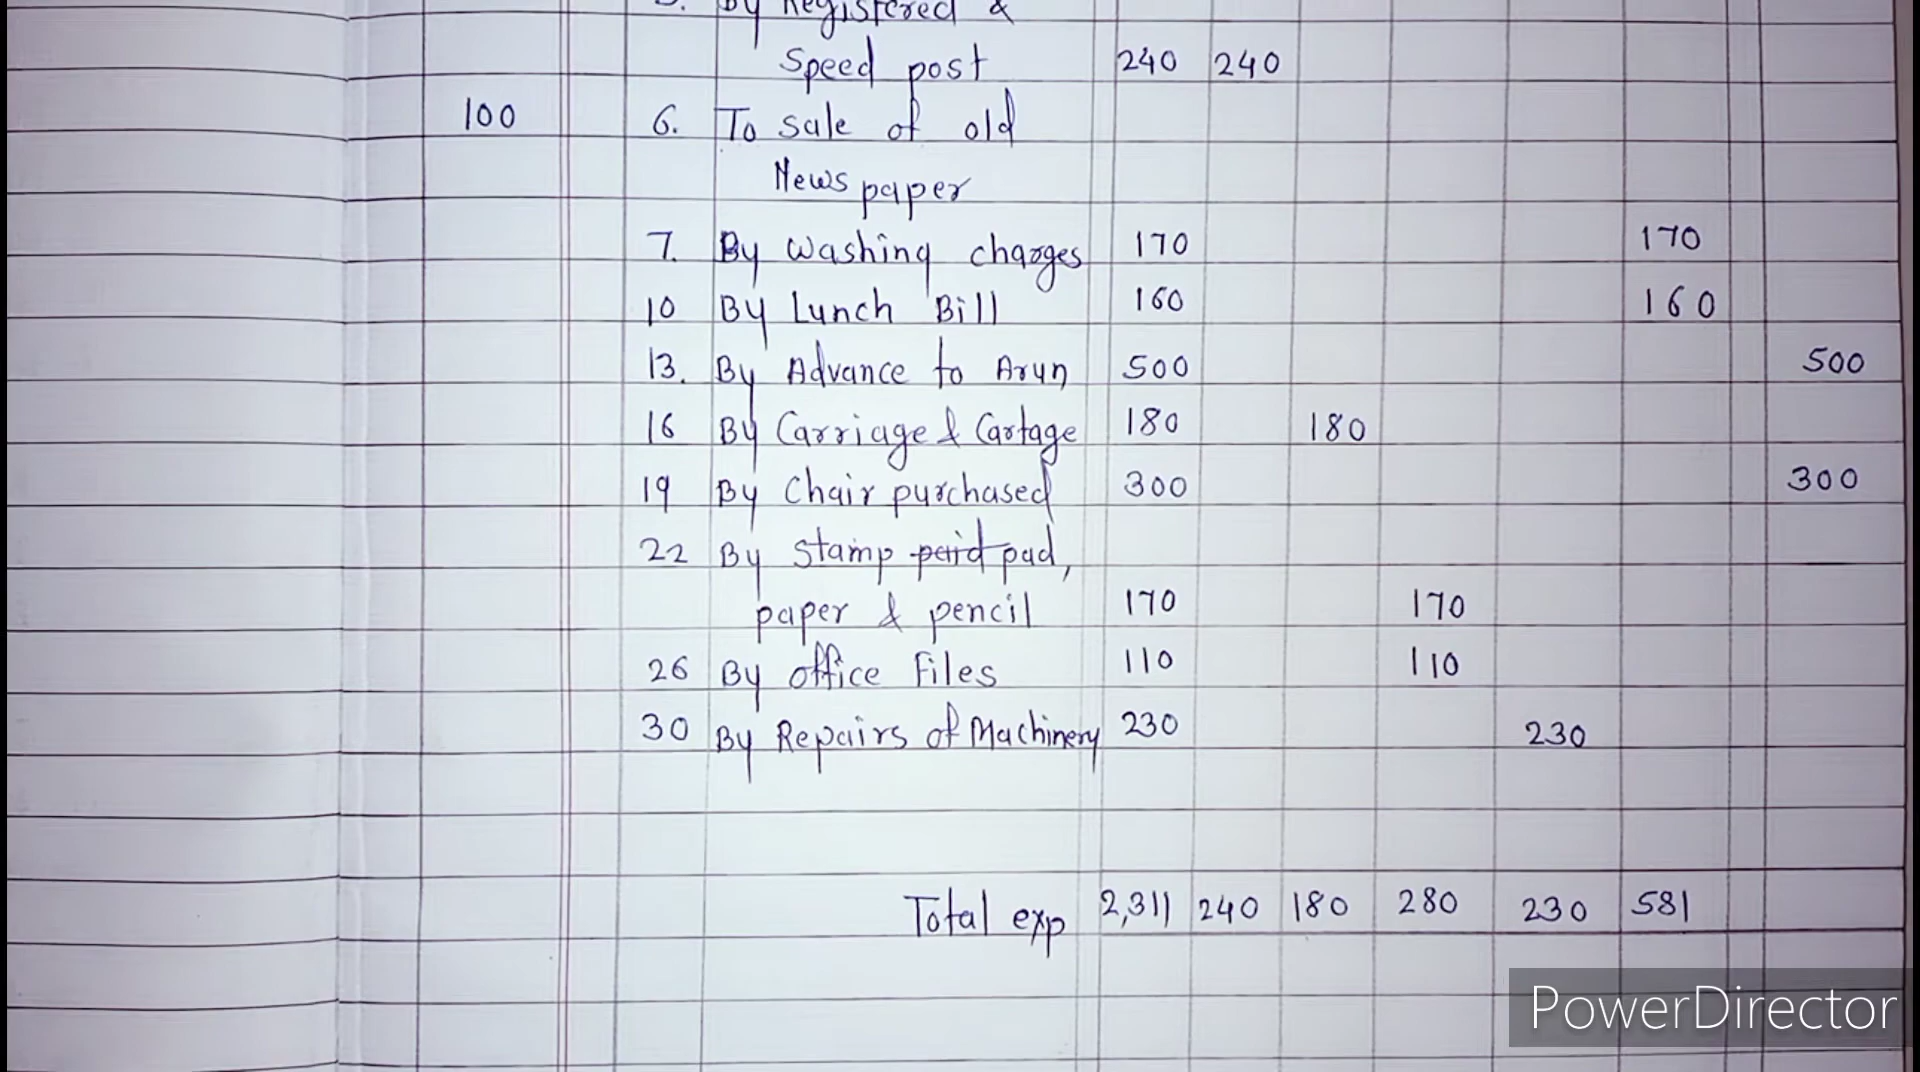 5. By Registered &
Speed post 240 240
100 6. To sale of old
News paper
7. By washing charges 170 170
10 By Lunch Bill 160 160
13. By Advance to Arun 500 500
16 By Carriage & Cartage 180 180
19 By Chair purchased 300 300
22 By stamp paid pad,
paper & pencil 170 170
26 By office Files 110 110
30 By Repairs of Machinery 230 230
Total exp 2,311 240 180 280 230 581
PowerDirector